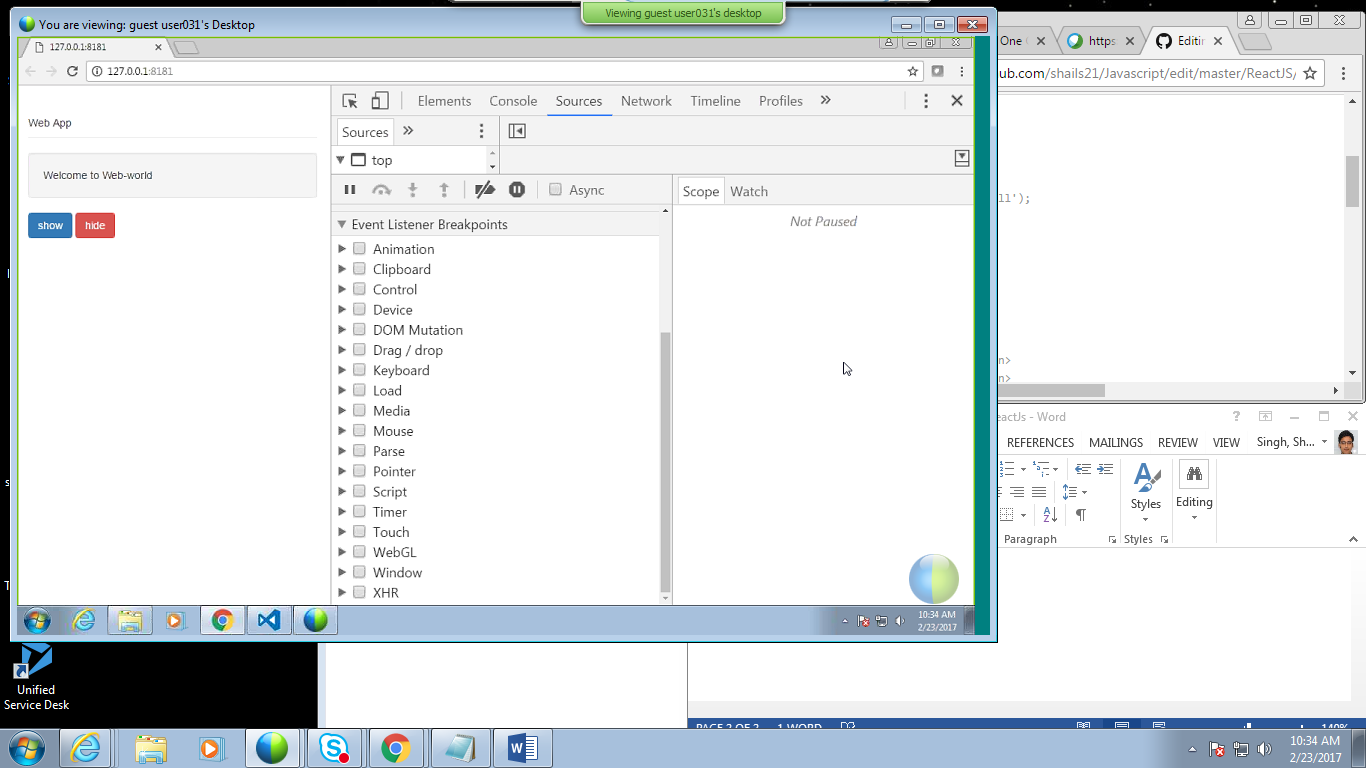 You are viewing: guest user031's Desktop
Viewing guest user031's desktop
127.0.0.1:8181
127.0.0.1:8181
Web App
Welcome to Web-world
show hide
Elements Console Sources Network Timeline Profiles
Sources
top
Async
Event Listener Breakpoints
Animation
Clipboard
Control
Device
DOM Mutation
Drag / drop
Keyboard
Load
Media
Mouse
Parse
Pointer
Script
Timer
Touch
WebGL
Window
XHR
Scope Watch
Not Paused
10:34 AM
2/23/2017
One
https
Editin
ub.com/shails21/Javascript/edit/master/ReactJS/
ll');
n>
n>
eactJs - Word
REFERENCES MAILINGS REVIEW VIEW Singh, Sh...
Styles
Editing
Paragraph
Styles
Unified
Service Desk
10:34 AM
2/23/2017